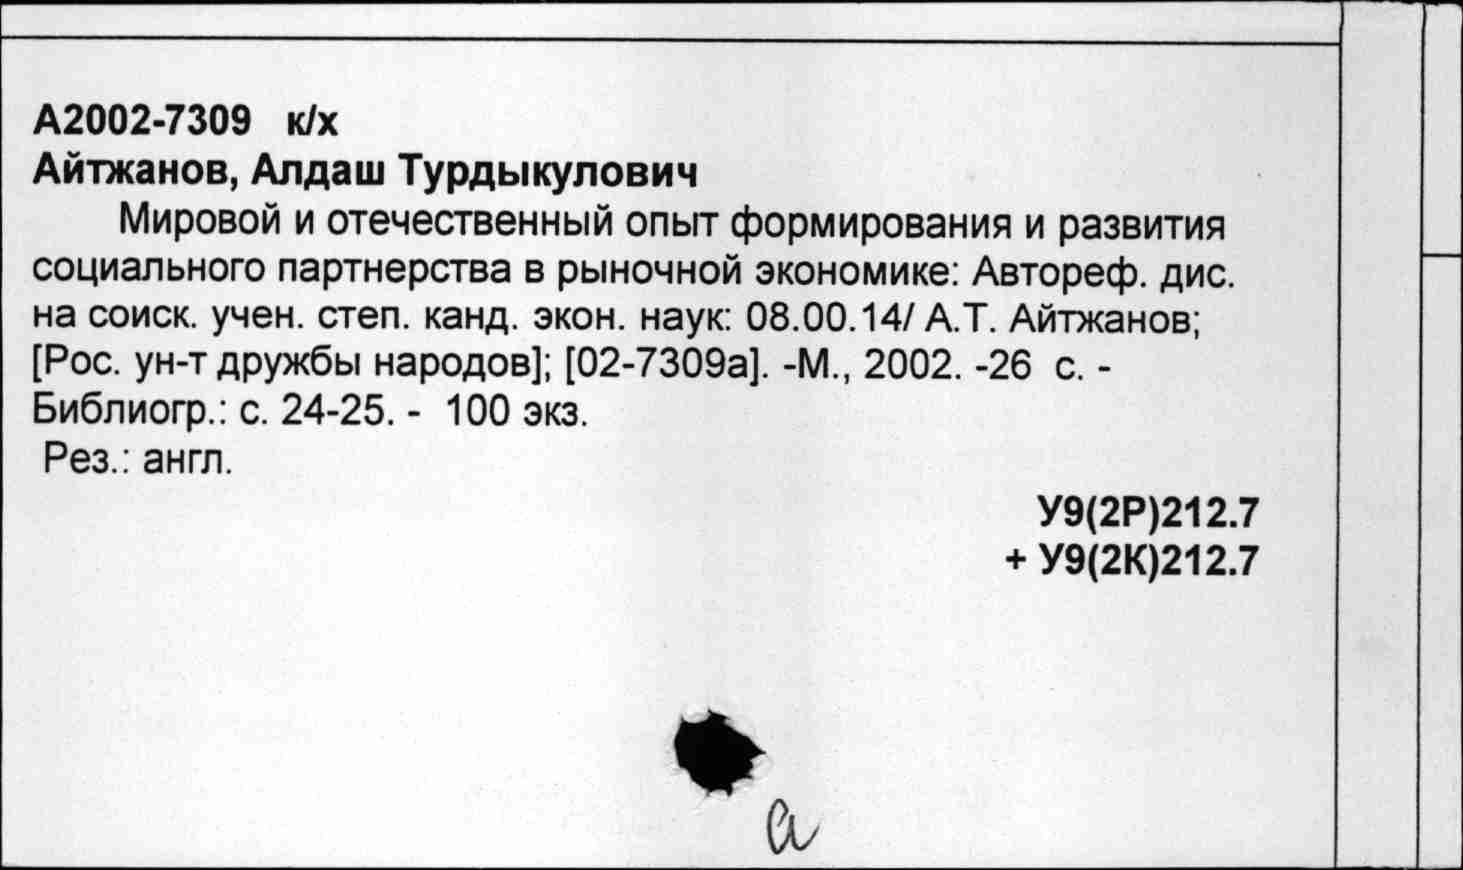 А2002-7309 к/х
Айтжанов, Алдаш Турдыкулович
Мировой и отечественный опыт формирования и развития
социального партнерства в рыночной экономике: Автореф. дис.
на соиск. учен. степ. канд. экон. наук: 08.00.14/ А.Т. Айтжанов;
[Рос. ун-т дружбы народов]; [02-7309а]. -М., 2002. -26 с. -
Библиогр.: с. 24-25. - 100 экз.
Рез.: англ.
У9(2Р)212.7
+ У9(2К)212.7
а